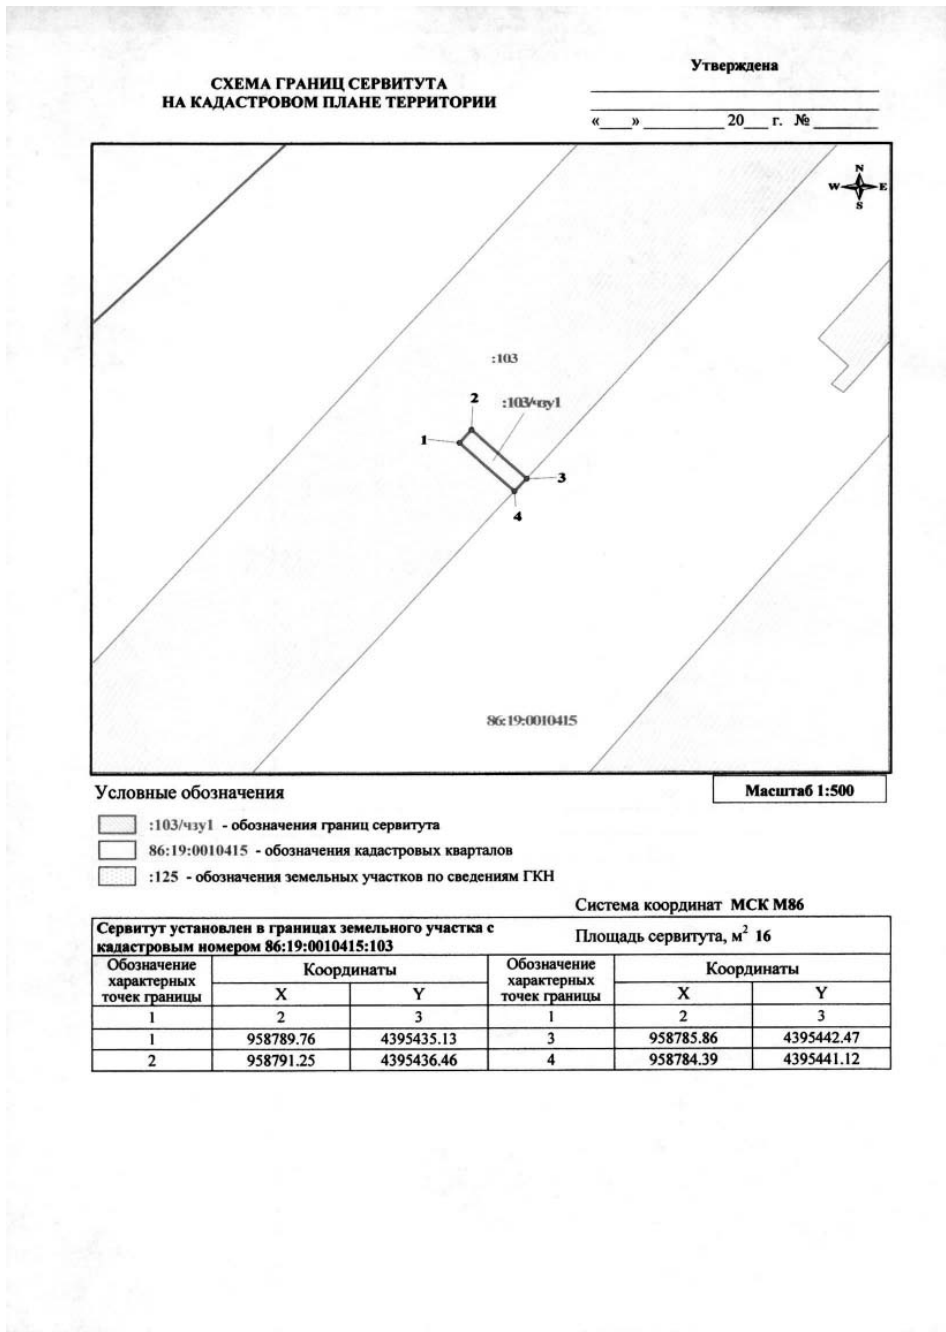 Утверждена
СХЕМА ГРАНИЦ СЕРВИТУТА
НА КАДАСТРОВОМ ПЛАНЕ ТЕРРИТОРИИ
«___» ____________ 20___ г. № _________
N
W E
S
:103
2 :103/чзу1
1
3
4
86:19:0010415
Условные обозначения
Масштаб 1:500
:103/чзу1 - обозначения границ сервитута
86:19:0010415 - обозначения кадастровых кварталов
:125 - обозначения земельных участков по сведениям ГКН
Система координат МСК М86
Сервитут установлен в границах земельного участка с
кадастровым номером 86:19:0010415:103
Площадь сервитута, м2 16
Обозначение характерных точек границы Координаты Обозначение характерных точек границы Координаты
X Y X Y
1 2 3 1 2 3
1 958789.76 4395435.13 3 958785.86 4395442.47
2 958791.25 4395436.46 4 958784.39 4395441.12